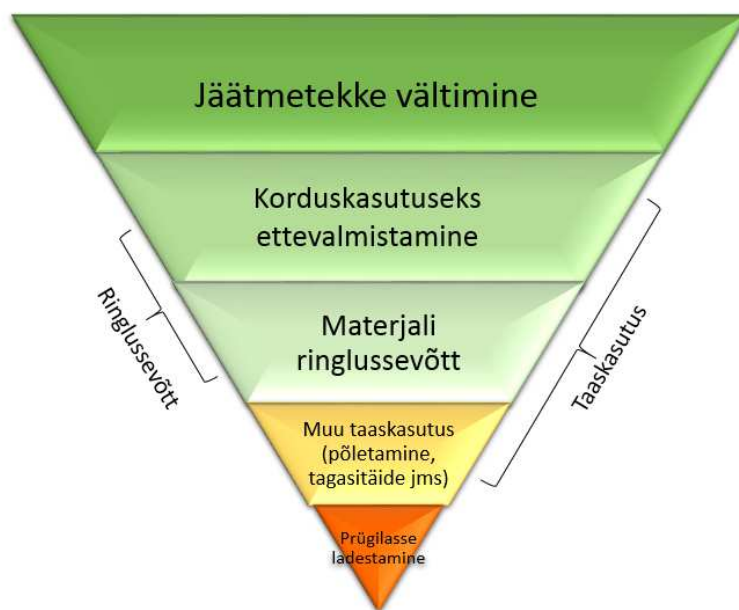 Jäätmetekke vältimine
Korduskasutuseks
ettevalmistamine
Ringlussevõtt
Materjali
ringlussevõtt
Taaskasutus
Muu taaskasutus
(põletamine,
tagasitäide jms)
Prügilasse
ladestamine